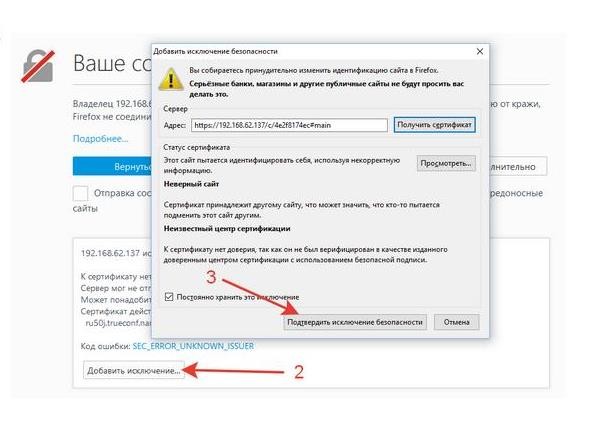 Ваше со
Владелец 192.168.6
ю от кражи,
Firefox не соедини
Подробнее...
Вернуть
лнительно
Отправка соо
редоносные
сайты
192.168.62.137 ис
К сертификату нет
Сервер мог не отп
Может понадобит
Сертификат дейст
ru50j.trueconf.na
Код ошибки: SEC_ERROR_UNKNOWN_ISSUER
Добавить исключение...
2
Добавить исключение безопасности
Вы собираетесь принудительно изменить идентификацию сайта в Firefox.
Серьёзные банки, магазины и другие публичные сайты не будут просить вас
делать это.
Сервер
Адрес: https://192.168.62.137/c/4e2f8174ec#main
Получить сертификат
Статус сертификата
Этот сайт пытается идентифицировать себя, используя некорректную
информацию.
Просмотреть...
Неверный сайт
Сертификат принадлежит другому сайту, что может значить, что кто-то пытается
подменить этот сайт другим.
Неизвестный центр сертификации
К сертификату нет доверия, так как он не был верифицирован в качестве изданного
доверенным центром сертификации с использованием безопасной подписи.
3
Постоянно хранить это исключение
Подтвердить исключение безопасности
Отмена